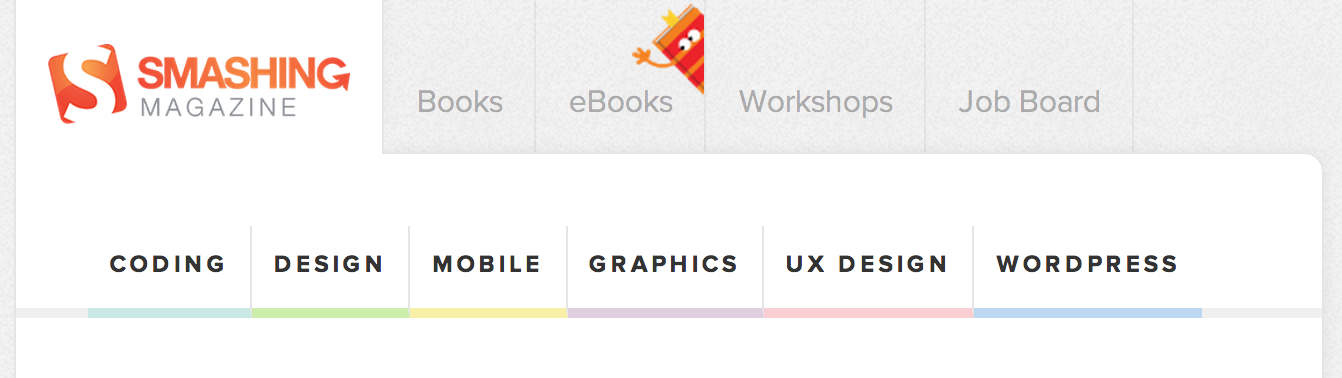 SMASHING
MAGAZINE
Books eBooks Workshops Job Board
CODING DESIGN MOBILE GRAPHICS UX DESIGN WORDPRESS